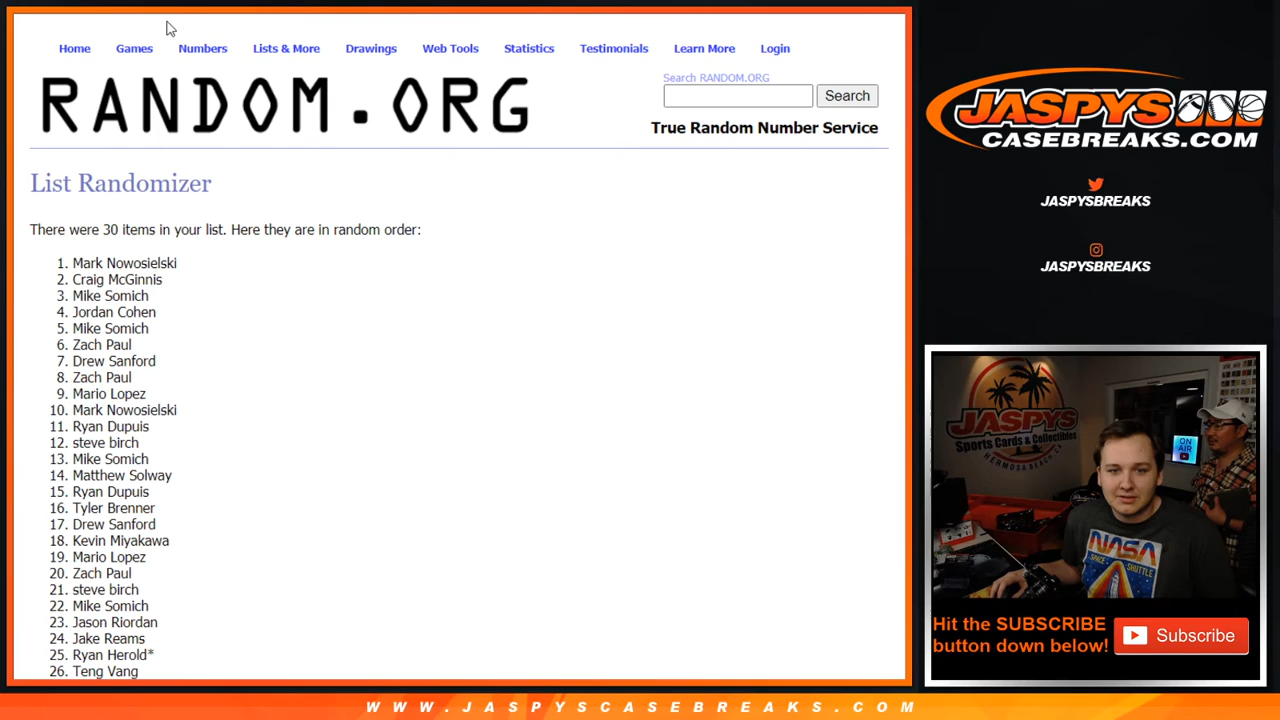 Home Games Numbers Lists & More Drawings Web Tools Statistics Testimonials Learn More Login
RANDOM.ORG
Search RANDOM.ORG
Search
True Random Number Service
List Randomizer
There were 30 items in your list. Here they are in random order:
1. Mark Nowosielski
2. Craig McGinnis
3. Mike Somich
4. Jordan Cohen
5. Mike Somich
6. Zach Paul
7. Drew Sanford
8. Zach Paul
9. Mario Lopez
10. Mark Nowosielski
11. Ryan Dupuis
12. steve birch
13. Mike Somich
14. Matthew Solway
15. Ryan Dupuis
16. Tyler Brenner
17. Drew Sanford
18. Kevin Miyakawa
19. Mario Lopez
20. Zach Paul
21. steve birch
22. Mike Somich
23. Jason Riordan
24. Jake Reams
25. Ryan Herold*
26. Teng Vang
JASPYS
CASEBREAKS.COM
JASPYSBREAKS
JASPYSBREAKS
JASPYS
Sports Cards & Collectibles
HERMOSA BEACH, CA
ON AIR
NASA
SPACE SHUTTLE
Hit the SUBSCRIBE
button down below!
Subscribe
WWW.JASPYSCASEBREAKS.COM